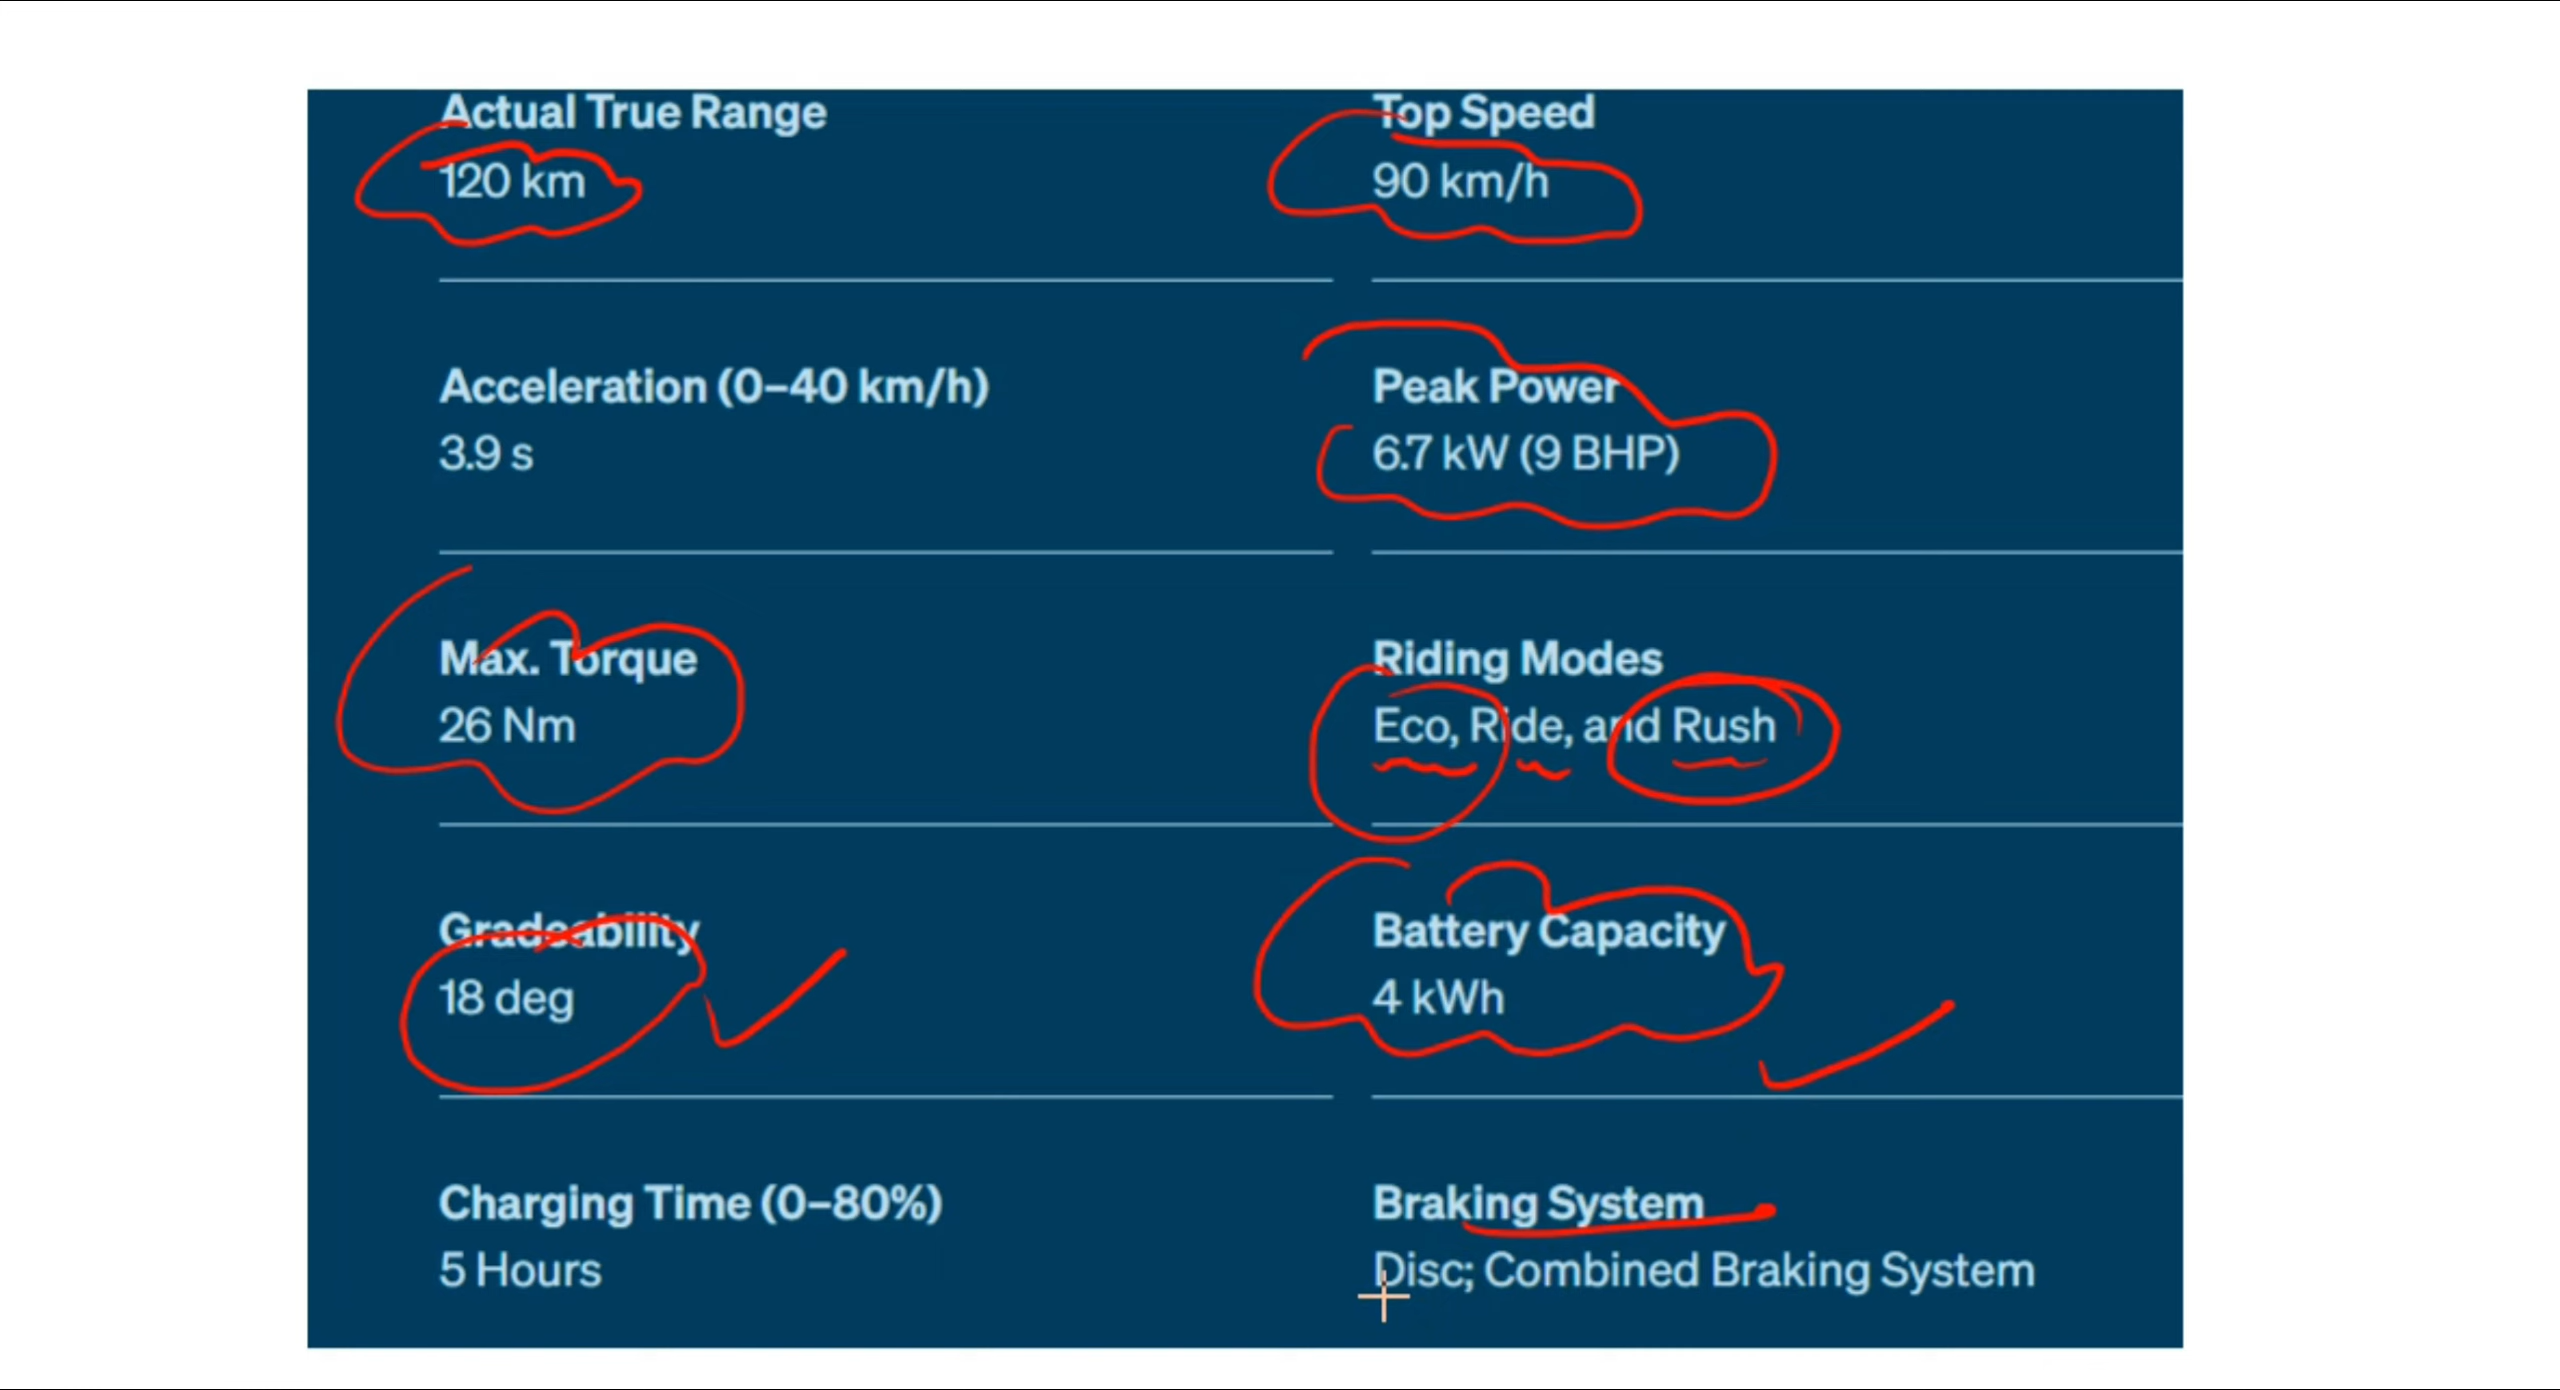 Actual True Range
120 km
Top Speed
90 km/h
Acceleration (0–40 km/h)
3.9 s
Peak Power
6.7 kW (9 BHP)
Max. Torque
26 Nm
Riding Modes
Eco, Ride, and Rush
Gradeability
18 deg
Battery Capacity
4 kWh
Charging Time (0–80%)
5 Hours
Braking System
Disc; Combined Braking System